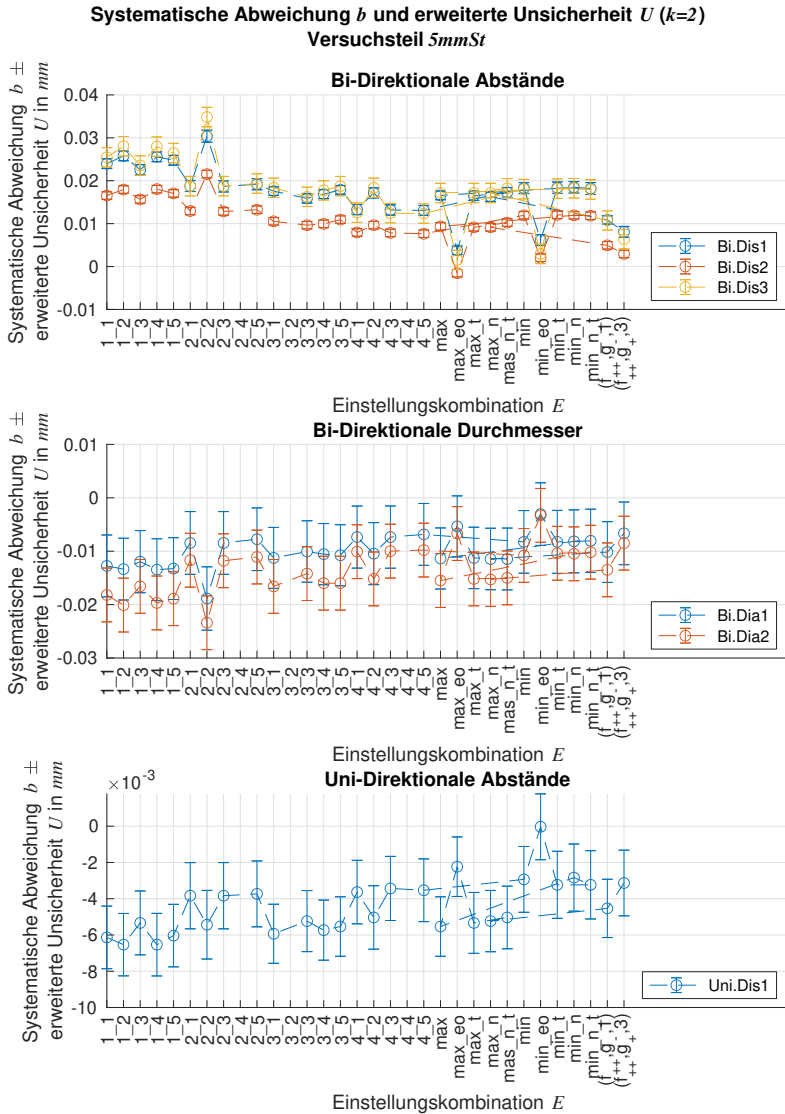 Systematische Abweichung b und erweiterte Unsicherheit U (k=2)
Versuchsteil 5mmSt
Bi-Direktionale Abstände
Systematische Abweichung b ±
erweiterte Unsicherheit U in mm
0.04
0.03
0.02
0.01
0
-0.01
Bi.Dis1
Bi.Dis2
Bi.Dis3
1_1
1_2
1_3
1_4
1_5
2_1
2_2
2_3
2_4
2_5
3_1
3_2
3_3
3_4
3_5
4_1
4_2
4_3
4_4
4_5
max
max_eo
max_t
max_n
mas_n_t
min
min_eo
min_t
min_n
min_n_t
(f_,g_-,1)
(f_++,g_+,3)
Einstellungskombination E
Bi-Direktionale Durchmesser
Systematische Abweichung b ±
erweiterte Unsicherheit U in mm
0.01
0
-0.01
-0.02
-0.03
Bi.Dia1
Bi.Dia2
1_1
1_2
1_3
1_4
1_5
2_1
2_2
2_3
2_4
2_5
3_1
3_2
3_3
3_4
3_5
4_1
4_2
4_3
4_4
4_5
max
max_eo
max_t
max_n
mas_n_t
min
min_eo
min_t
min_n
min_n_t
(f_,g_-,1)
(f_++,g_+,3)
Einstellungskombination E
Uni-Direktionale Abstände
Systematische Abweichung b ±
erweiterte Unsicherheit U in mm
×10⁻³
0
-2
-4
-6
-8
-10
Uni.Dis1
1_1
1_2
1_3
1_4
1_5
2_1
2_2
2_3
2_4
2_5
3_1
3_2
3_3
3_4
3_5
4_1
4_2
4_3
4_4
4_5
max
max_eo
max_t
max_n
mas_n_t
min
min_eo
min_t
min_n
min_n_t
(f_,g_-,1)
(f_++,g_+,3)
Einstellungskombination E